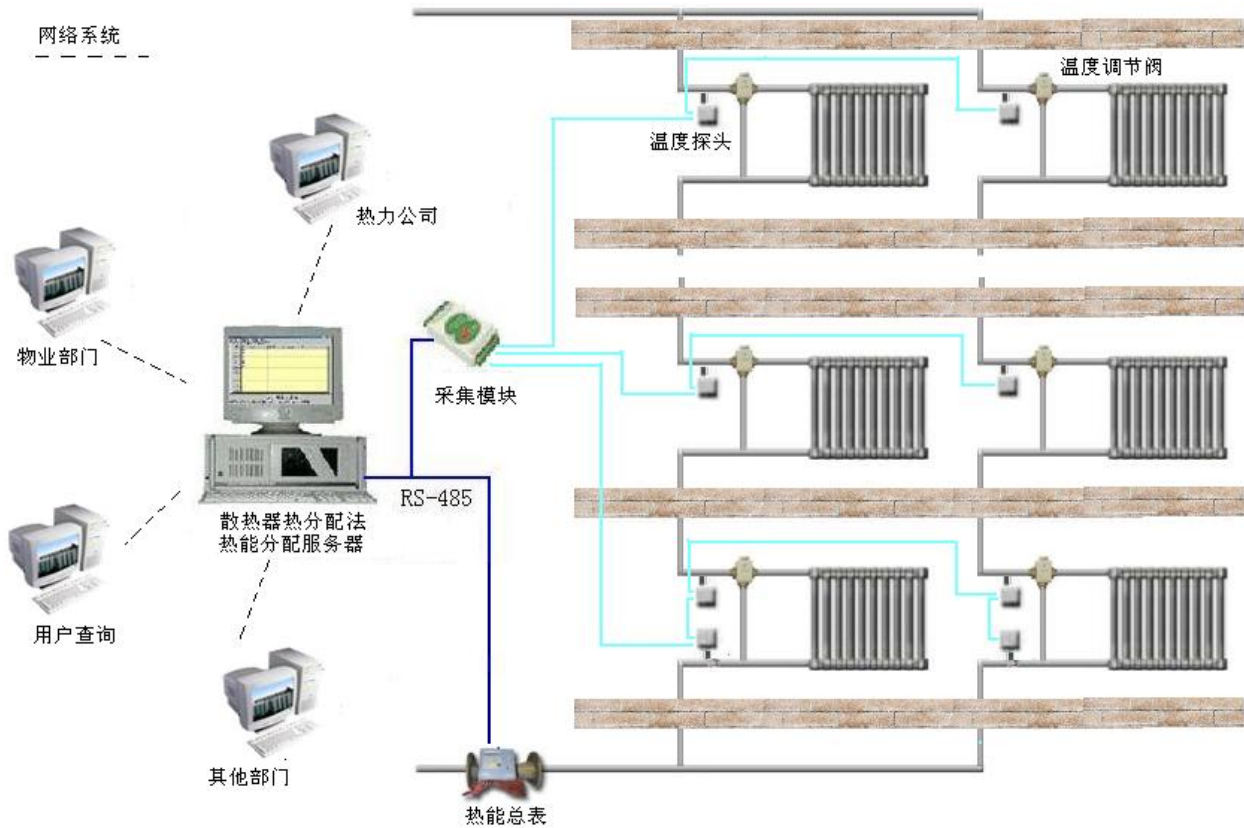 网络系统
温度调节阀
温度探头
热力公司
物业部门
采集模块
RS-485
散热器热分配法
热能分配服务器
用户查询
其他部门
热能总表